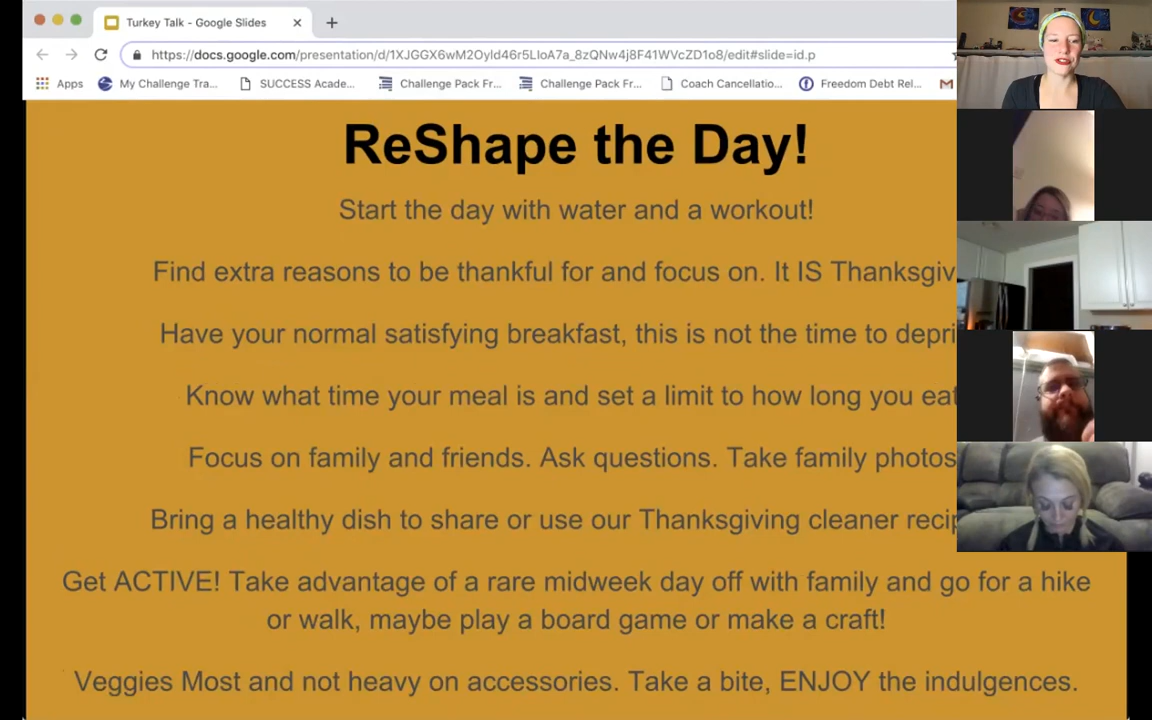 Turkey Talk - Google Slides
https://docs.google.com/presentation/d/1XJGGX6wM2OyId46r5LIoA7a_8zQNw4j8F41WVcZD1o8/edit#slide=id.p
Apps My Challenge Tra... SUCCESS Acade... Challenge Pack Fr... Challenge Pack Fr... Coach Cancellatio... Freedom Debt Rel...
ReShape the Day!
Start the day with water and a workout!
Find extra reasons to be thankful for and focus on. It IS Thanksgiv
Have your normal satisfying breakfast, this is not the time to depri
Know what time your meal is and set a limit to how long you eat
Focus on family and friends. Ask questions. Take family photos
Bring a healthy dish to share or use our Thanksgiving cleaner recip
Get ACTIVE! Take advantage of a rare midweek day off with family and go for a hike
or walk, maybe play a board game or make a craft!
Veggies Most and not heavy on accessories. Take a bite, ENJOY the indulgences.